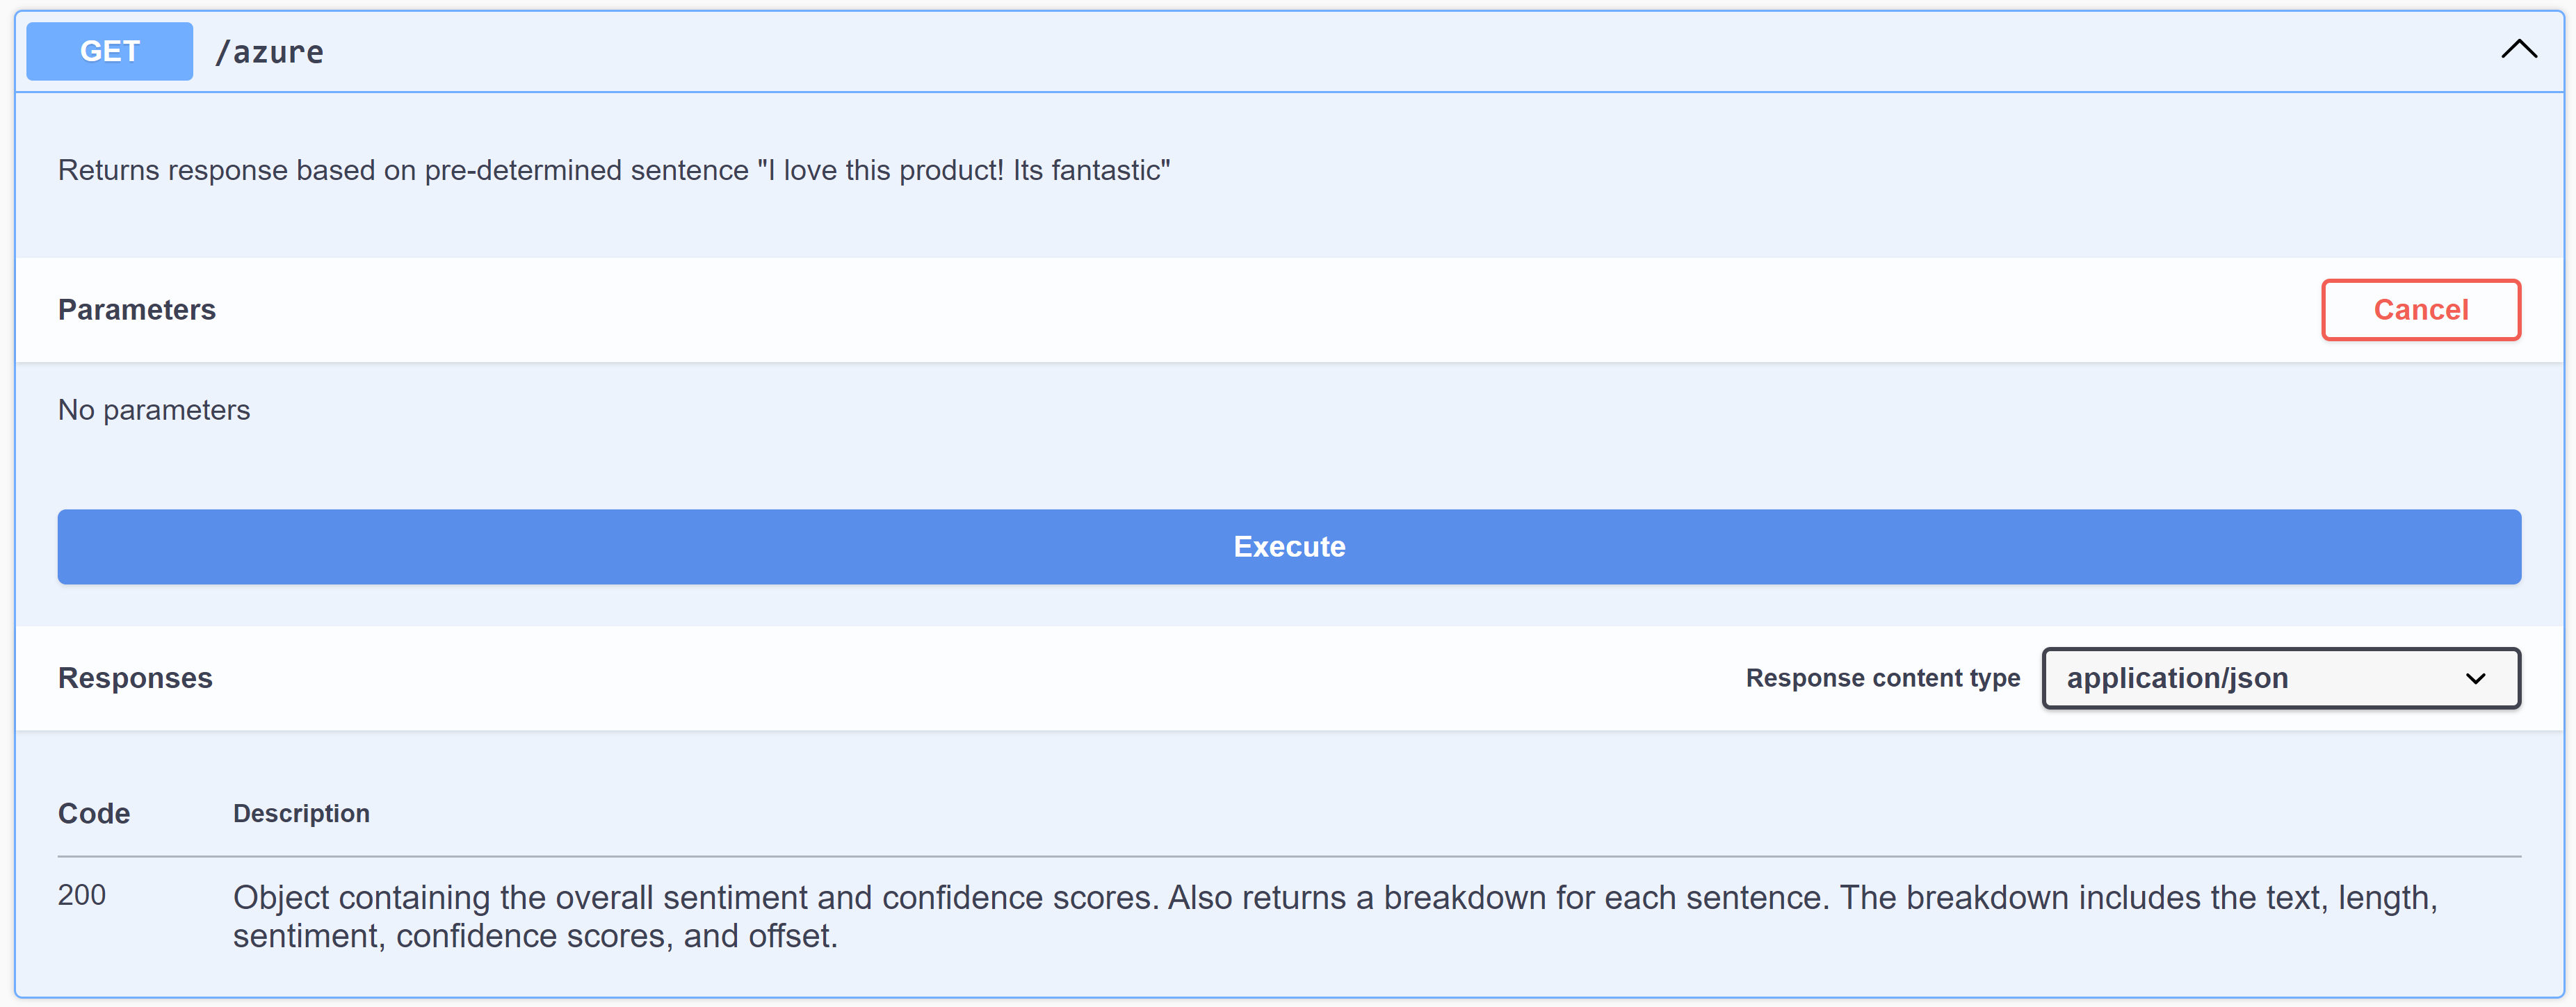 GET /azure
Returns response based on pre-determined sentence "I love this product! Its fantastic"
Parameters
Cancel
No parameters
Execute
Responses
Response content type
application/json
Code Description
200 Object containing the overall sentiment and confidence scores. Also returns a breakdown for each sentence. The breakdown includes the text, length,
sentiment, confidence scores, and offset.